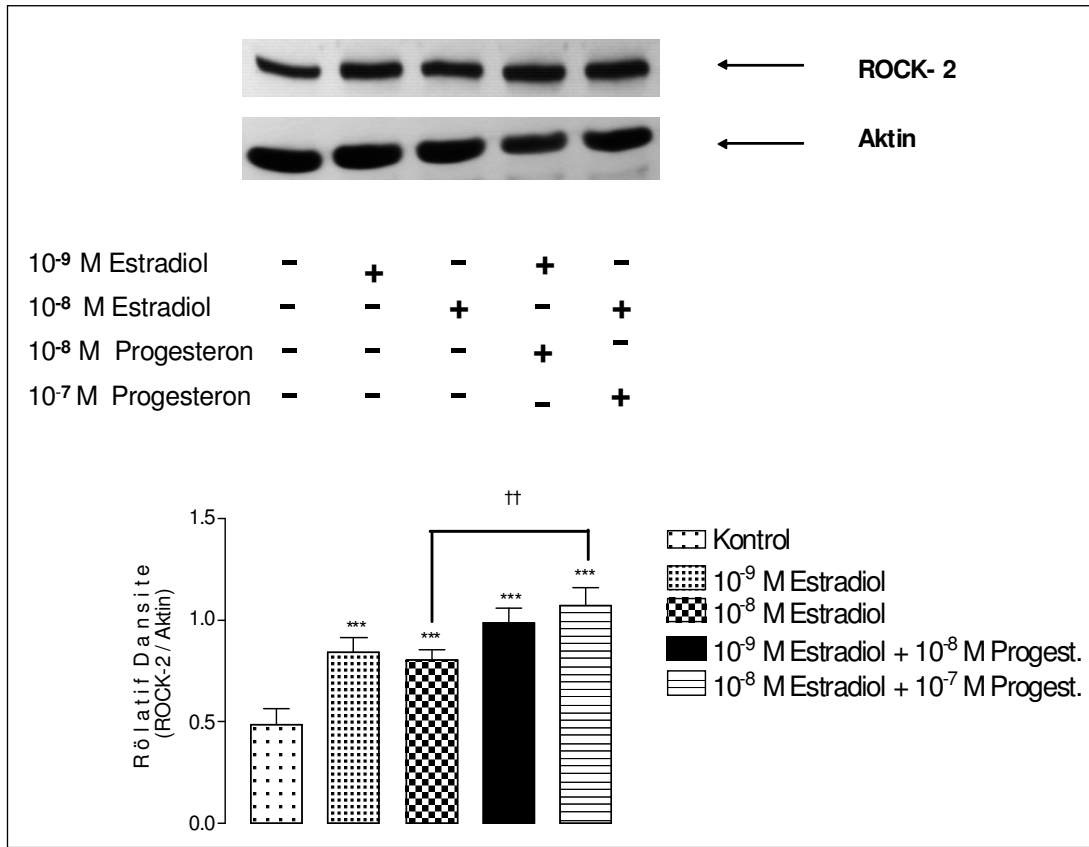 ROCK- 2
Aktin
10-9 M Estradiol - + - + -
10-8 M Estradiol - - + - +
10-8 M Progesteron - - - + -
10-7 M Progesteron - - - - +
††
1.5
1.0
0.5
0.0
Rölatif Dansite
(ROCK-2 / Aktin)
*** *** *** ***
Kontrol
10-9 M Estradiol
10-8 M Estradiol
10-9 M Estradiol + 10-8 M Progest.
10-8 M Estradiol + 10-7 M Progest.